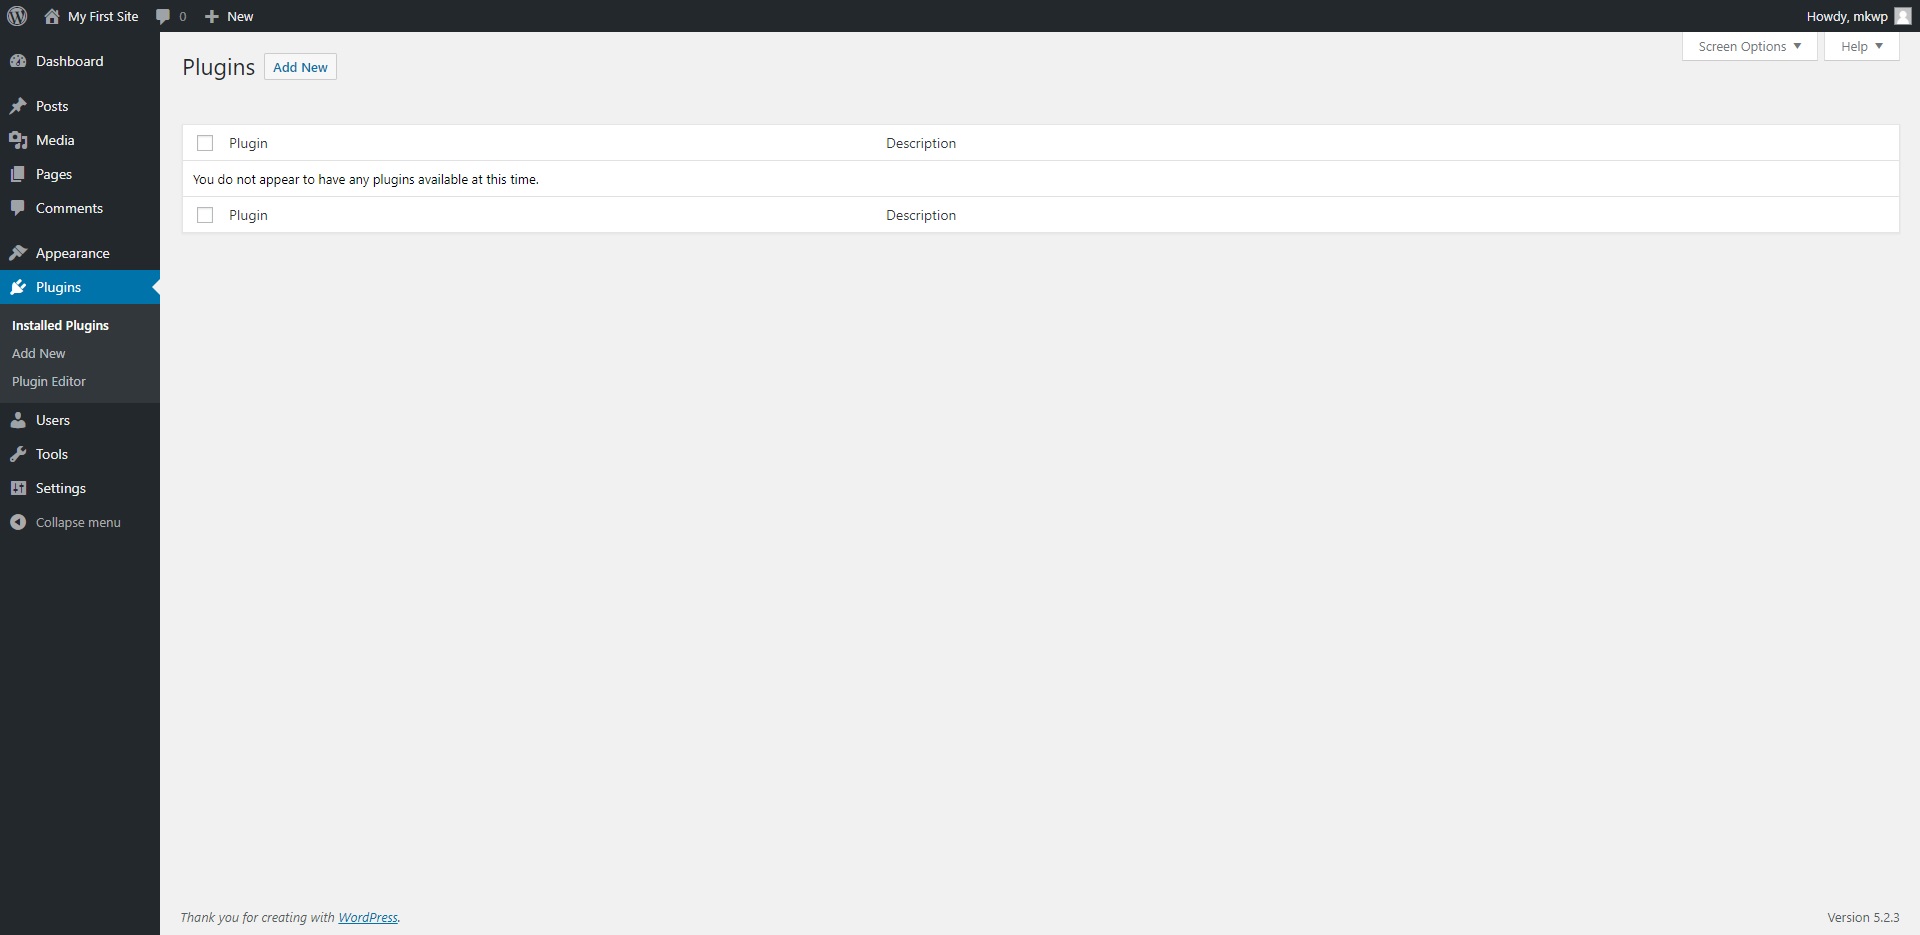 My First Site 0 New Howdy, mkwp
Screen Options Help
Dashboard
Posts
Media
Pages
Comments
Appearance
Plugins
Installed Plugins
Add New
Plugin Editor
Users
Tools
Settings
Collapse menu
Plugins Add New
Plugin Description
You do not appear to have any plugins available at this time.
Plugin Description
Thank you for creating with WordPress.
Version 5.2.3